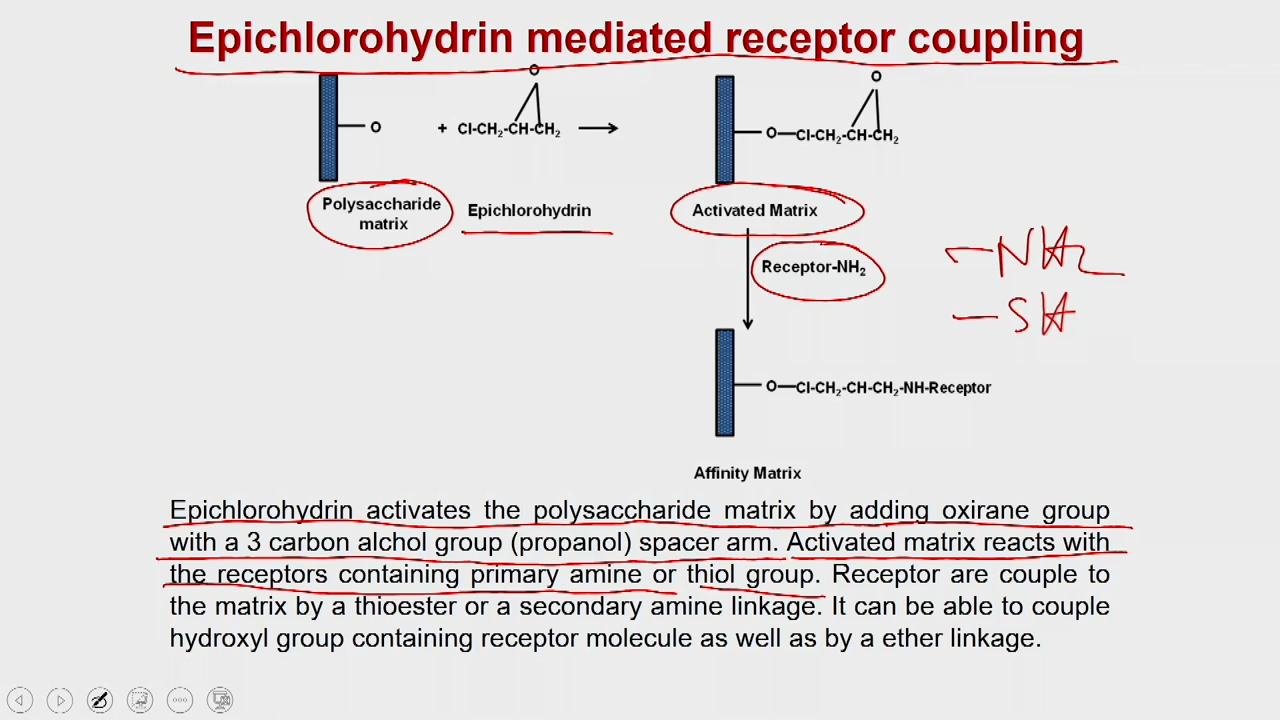 Epichlorohydrin mediated receptor coupling
O
O
O
+ Cl-CH₂-CH-CH₂
O—Cl-CH₂-CH-CH₂
Polysaccharide
matrix
Epichlorohydrin
Activated Matrix
Receptor-NH₂
-NH₂
-SH
O—Cl-CH₂-CH-CH₂-NH-Receptor
Affinity Matrix
Epichlorohydrin activates the polysaccharide matrix by adding oxirane group
with a 3 carbon alchol group (propanol) spacer arm. Activated matrix reacts with
the receptors containing primary amine or thiol group. Receptor are couple to
the matrix by a thioester or a secondary amine linkage. It can be able to couple
hydroxyl group containing receptor molecule as well as by a ether linkage.